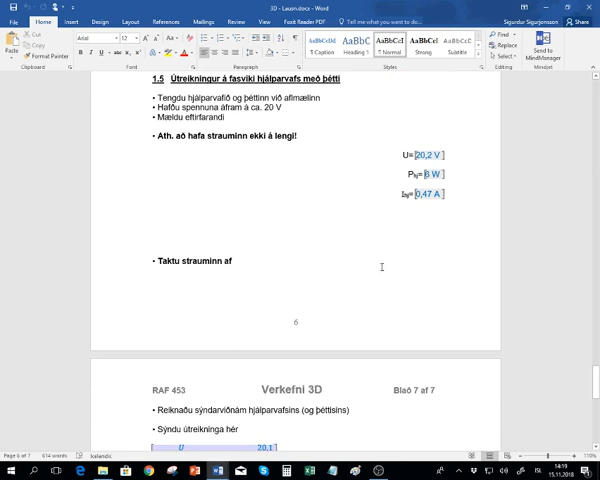 3D - Lausn.docx - Word
Sigurdur Sigurjonsson
File Home Insert Design Layout References Mailings Review View Foxit Reader PDF Tell me what you want to do... Share
Paste Cut Copy Format Painter
Arial 12
AaBbCcDd AaBbC AaBbCcI AaBbCcI AaBbCcD
¶ Caption Heading 1 ¶ Normal Strong Subtitle
Find Replace Select Send to MindManager
Clipboard Font Paragraph Styles Editing Mindjet
1.5 Útreikningur á fasviki hjálparvafs með þétti
• Tengdu hjálparvafið og þéttinn við aflmælinn
• Hafðu spennuna áfram á ca. 20 V
• Mældu eftirfarandi
• Ath. að hafa strauminn ekki á lengi!
U= [20,2 V ]
Phj= [6 W ]
Ihj= [0,47 A ]
• Taktu strauminn af
6
RAF 453 Verkefni 3D Blað 7 af 7
• Reiknaðu sýndarviðnám hjálparvafsins (og þéttisins)
• Sýndu útreikninga hér
U 20,1
Page 6 of 7 614 words Icelandic 110%
ISL 14:19
15.11.2018